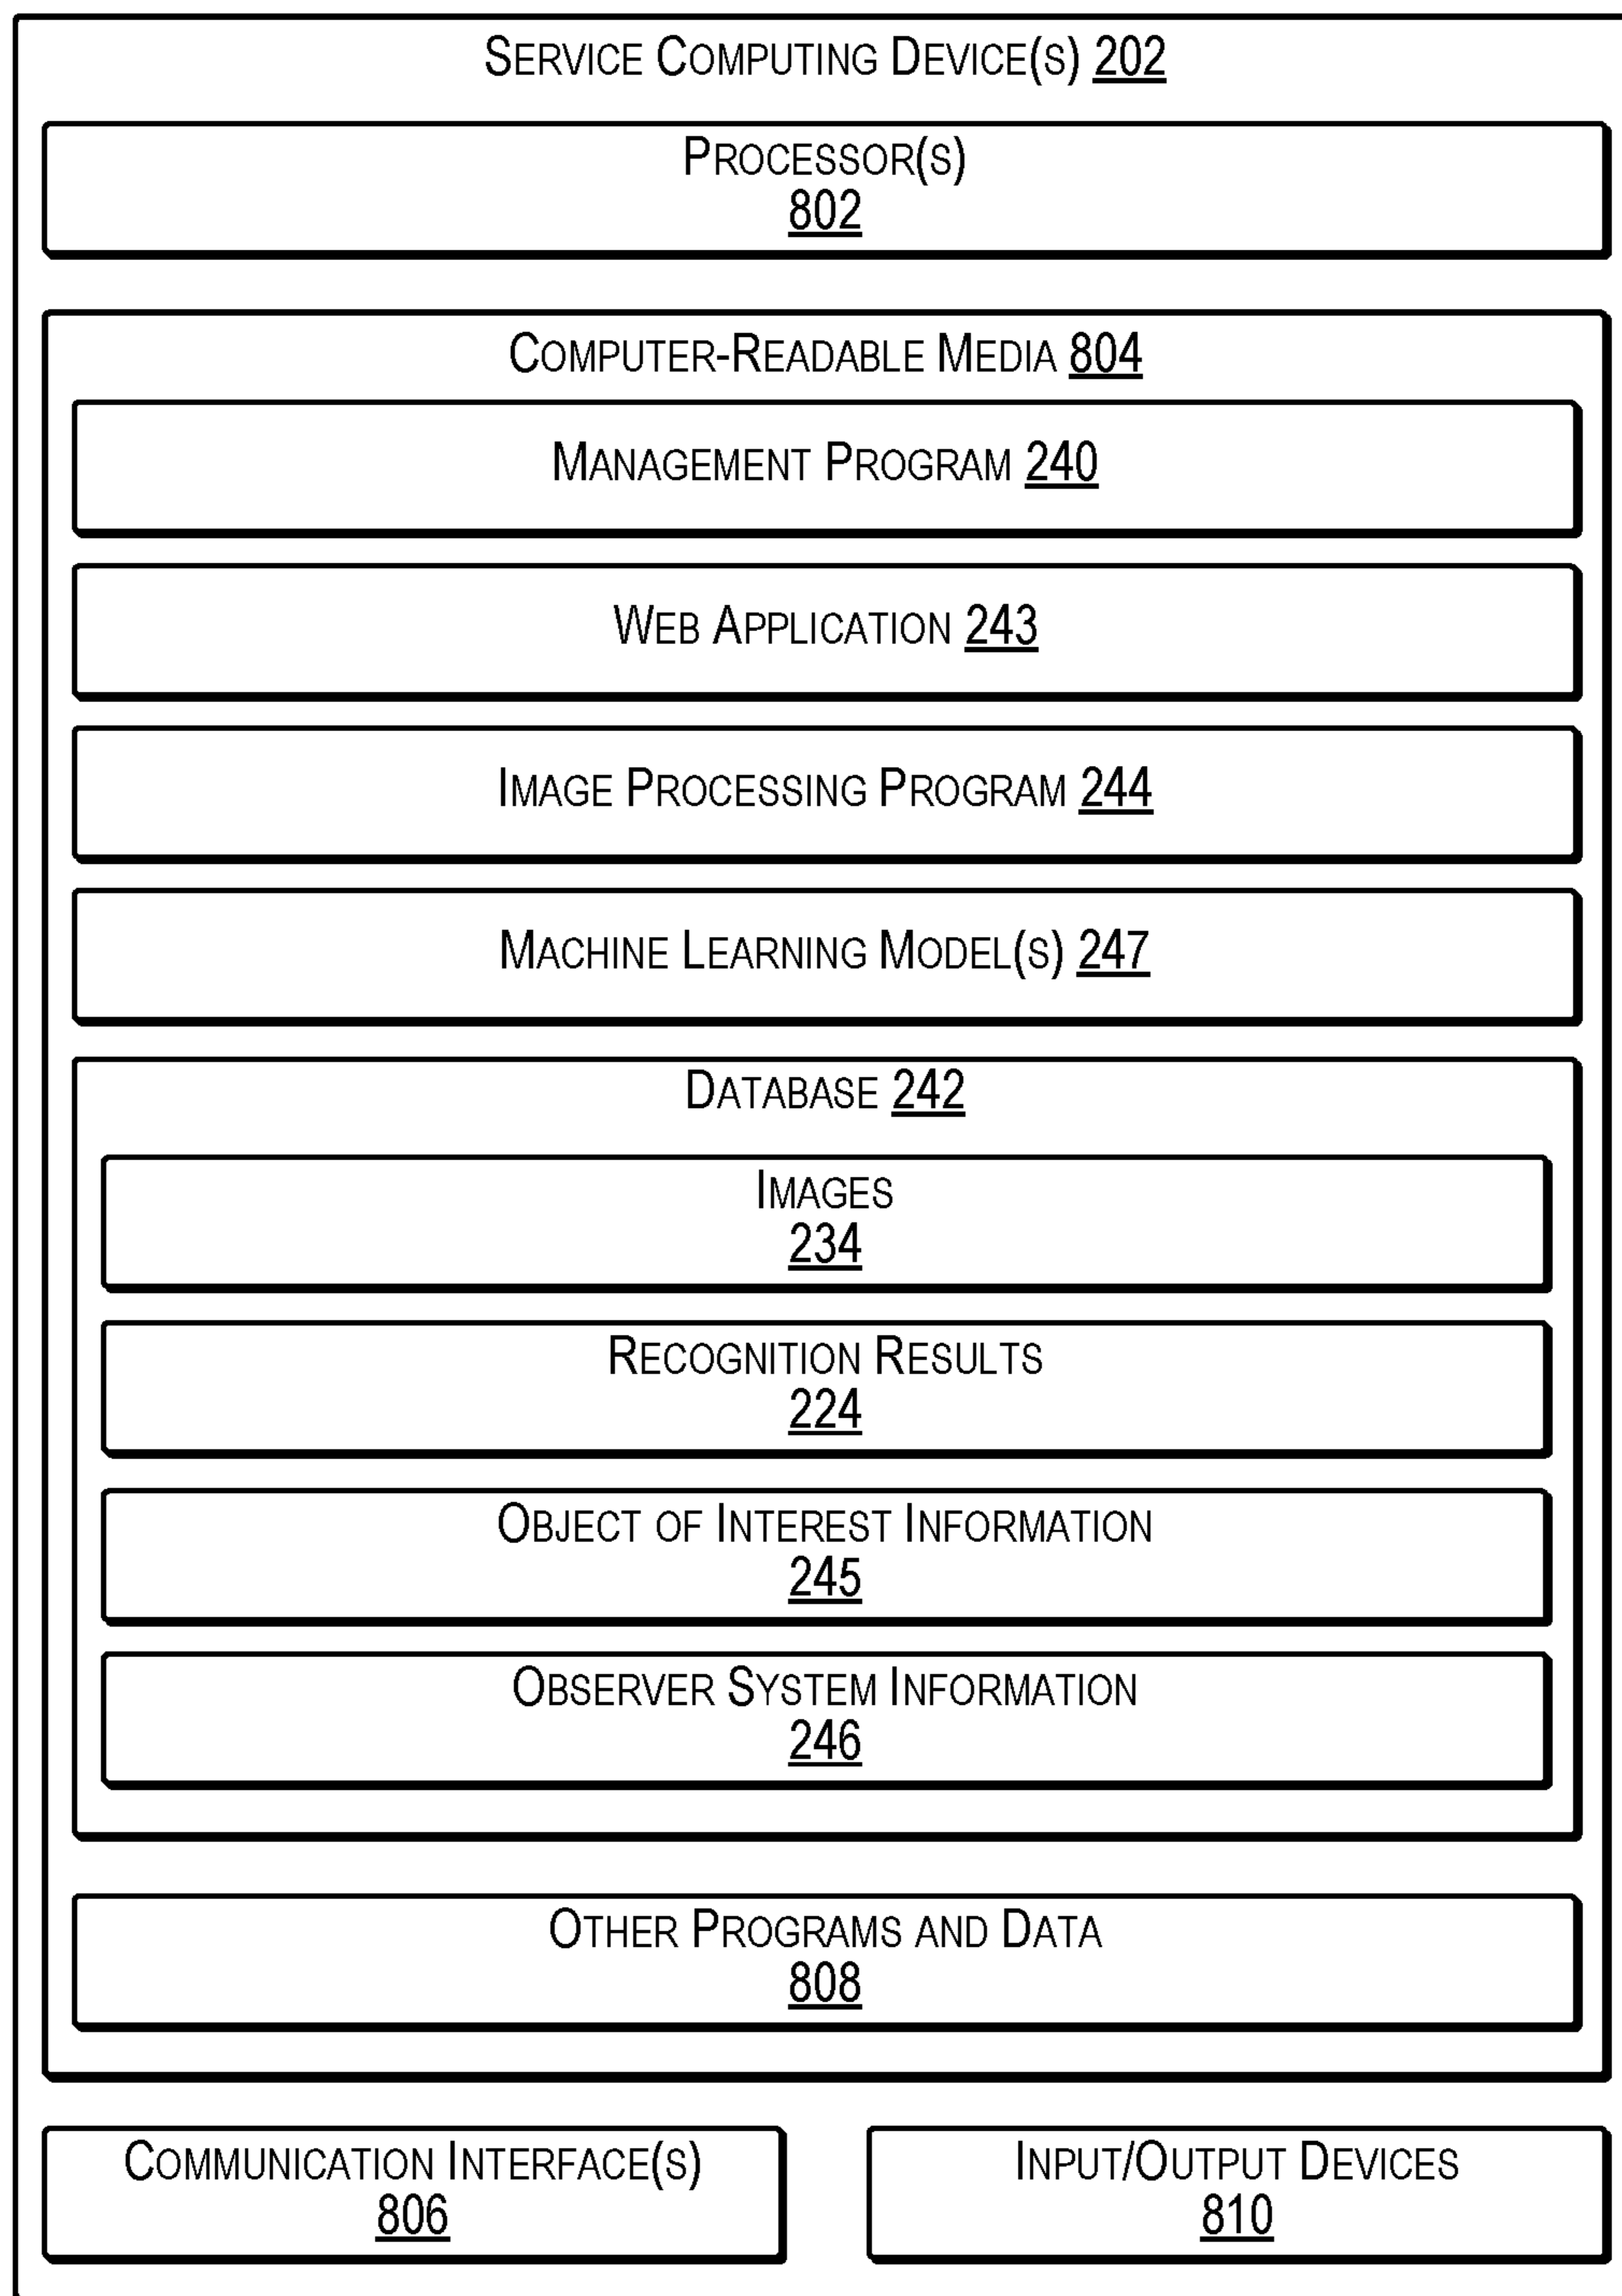 SERVICE COMPUTING DEVICE(S) 202
PROCESSOR(S)
802
COMPUTER-READABLE MEDIA 804
MANAGEMENT PROGRAM 240
WEB APPLICATION 243
IMAGE PROCESSING PROGRAM 244
MACHINE LEARNING MODEL(S) 247
DATABASE 242
IMAGES
234
RECOGNITION RESULTS
224
OBJECT OF INTEREST INFORMATION
245
OBSERVER SYSTEM INFORMATION
246
OTHER PROGRAMS AND DATA
808
COMMUNICATION INTERFACE(S)
806
INPUT/OUTPUT DEVICES
810